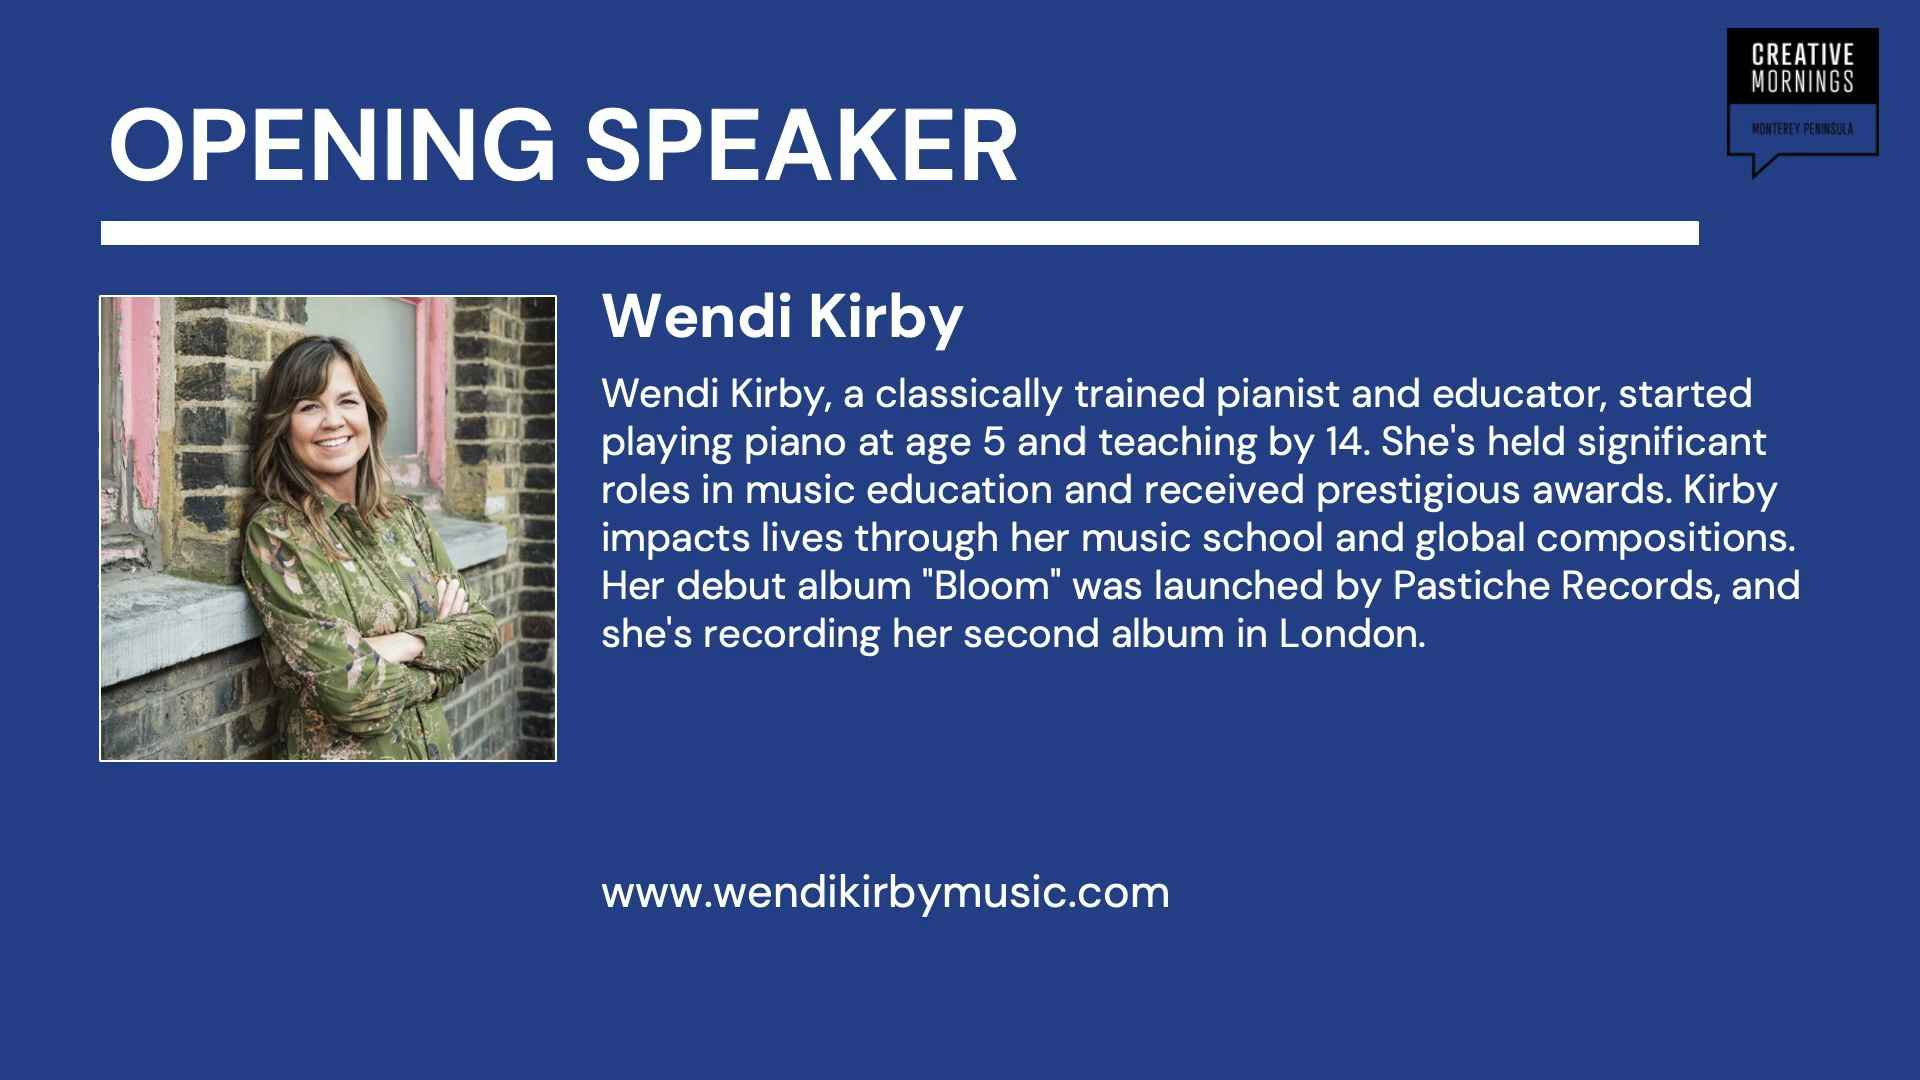 CREATIVE
MORNINGS
MONTEREY PENINSULA
OPENING SPEAKER
Wendi Kirby
Wendi Kirby, a classically trained pianist and educator, started
playing piano at age 5 and teaching by 14. She's held significant
roles in music education and received prestigious awards. Kirby
impacts lives through her music school and global compositions.
Her debut album "Bloom" was launched by Pastiche Records, and
she's recording her second album in London.
www.wendikirbymusic.com